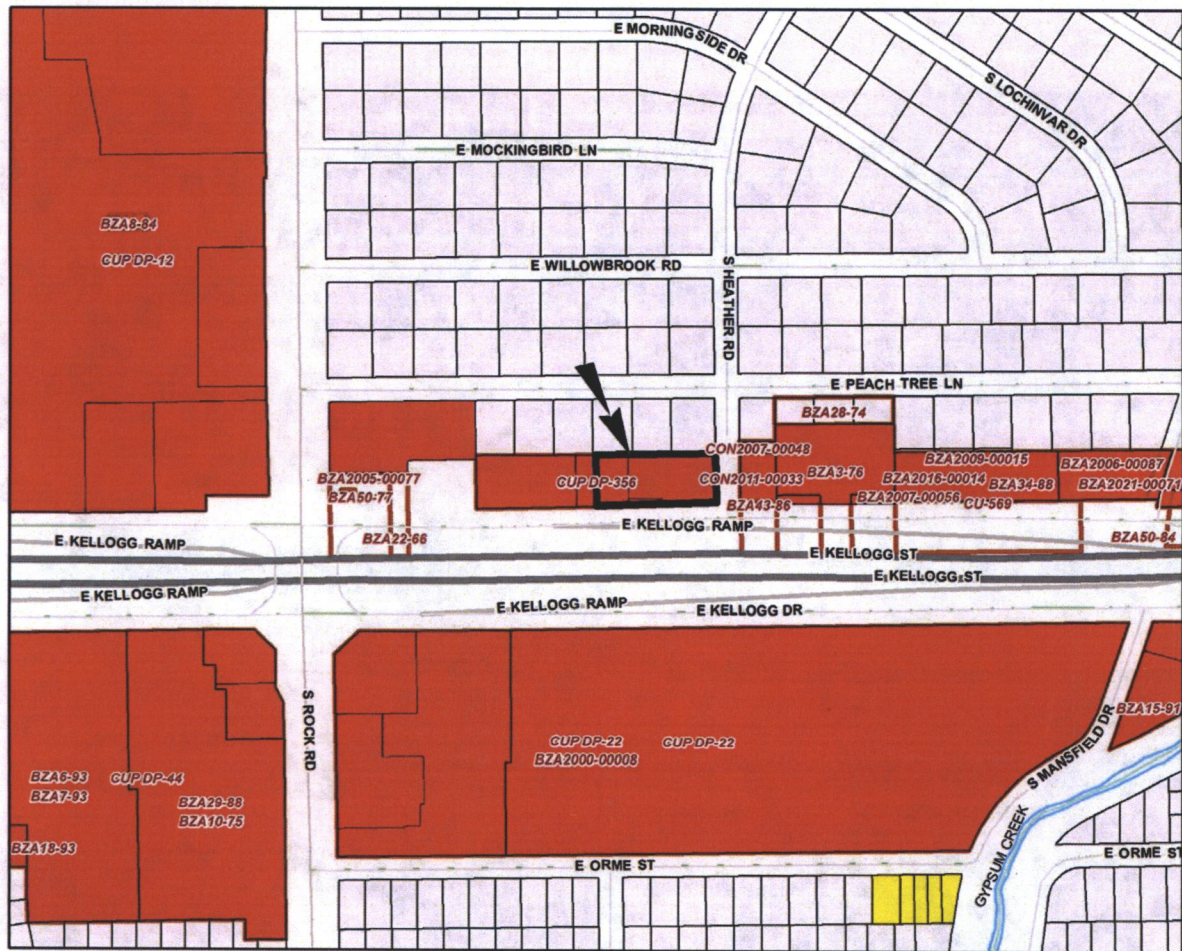 E MORNINGSIDE DR
S LOCHINVAR DR
E MOCKINGBIRD LN
BZA8-84
CUP DP-12
E WILLOWBROOK RD
S HEATHER RD
E PEACH TREE LN
BZA28-74
CON2007-00048
BZA2009-00015
BZA2006-00087
BZA2005-00077
CUP DP-356
CON2011-00033
BZA3-76
BZA2016-00014
BZA34-88
BZA2021-00071
BZA50-77
BZA43-86
BZA2007-00056
CU-569
E KELLOGG RAMP
BZA22-66
E KELLOGG RAMP
E KELLOGG ST
BZA50-84
E KELLOGG ST
E KELLOGG RAMP
E KELLOGG RAMP
E KELLOGG DR
S ROCK RD
S MANSFIELD DR
BZA15-91
CUP DP-22
CUP DP-22
BZA2000-00008
BZA6-93
CUP DP-44
BZA7-93
BZA29-88
BZA10-75
BZA18-93
GYPSUM CREEK
E ORME ST
E ORME ST